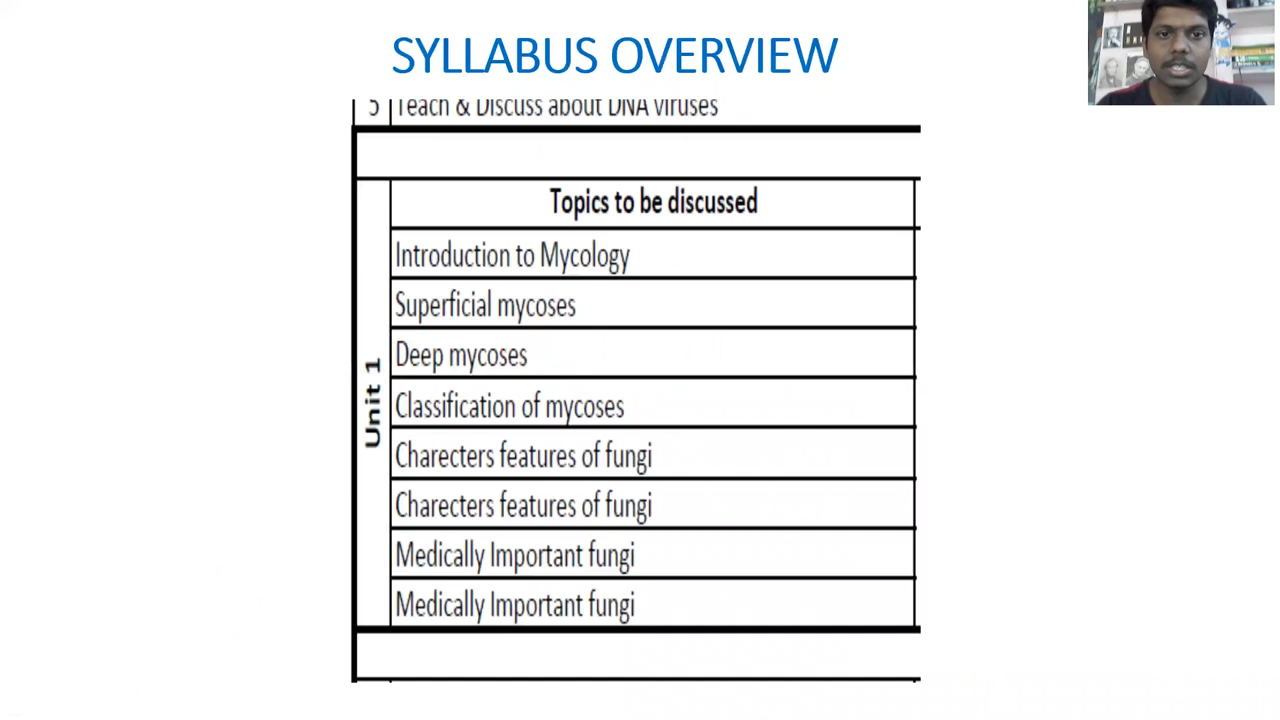 SYLLABUS OVERVIEW
5 Teach & Discuss about DNA viruses
Unit 1
Topics to be discussed
Introduction to Mycology
Superficial mycoses
Deep mycoses
Classification of mycoses
Charecters features of fungi
Charecters features of fungi
Medically Important fungi
Medically Important fungi